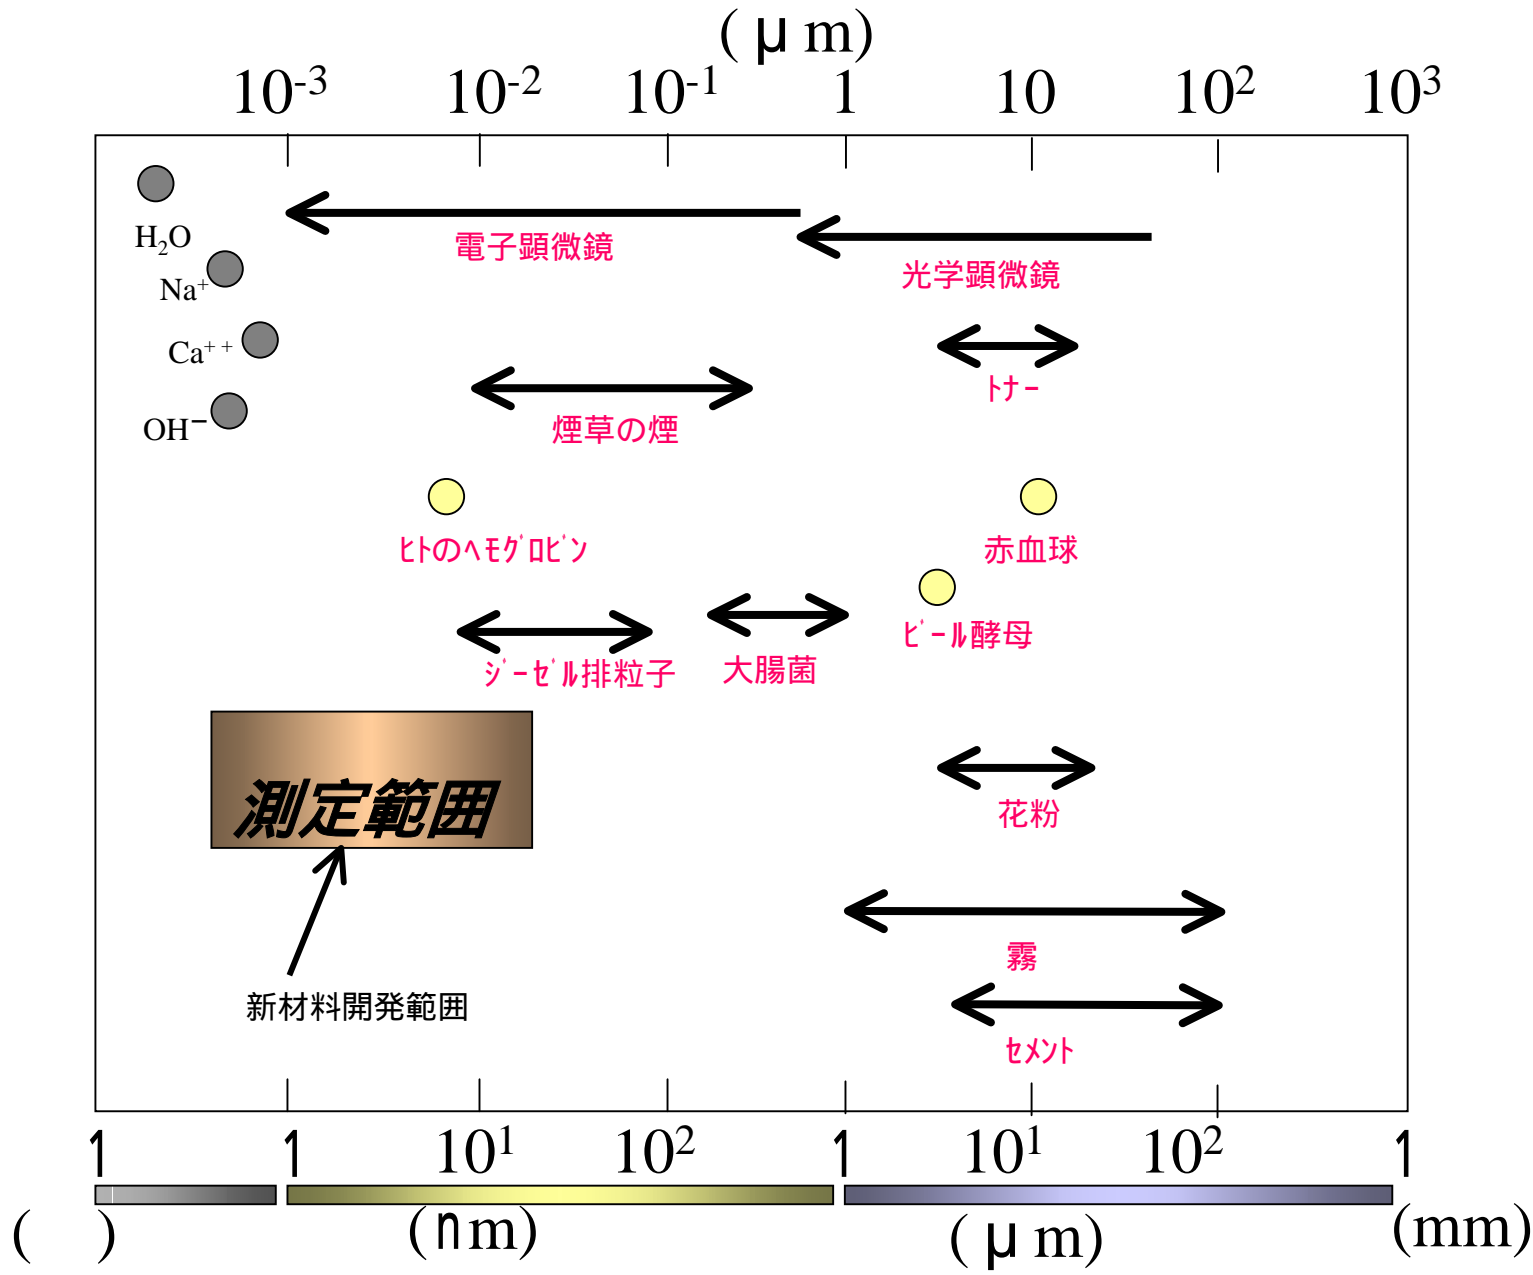 (μm)
10⁻³ 10⁻² 10⁻¹ 1 10 10² 10³
H₂O
電子顕微鏡
光学顕微鏡
Na⁺
Ca⁺⁺
ﾄﾅｰ
OH⁻
煙草の煙
ﾋﾄのﾍﾓｸﾞﾛﾋﾞﾝ
赤血球
ﾋﾞｰﾙ酵母
ｼﾞｰｾﾞﾙ排粒子
大腸菌
測定範囲
花粉
霧
新材料開発範囲
ｾﾒﾝﾄ
1 1 10¹ 10² 1 10¹ 10² 1
( ) (nm) (μm) (mm)